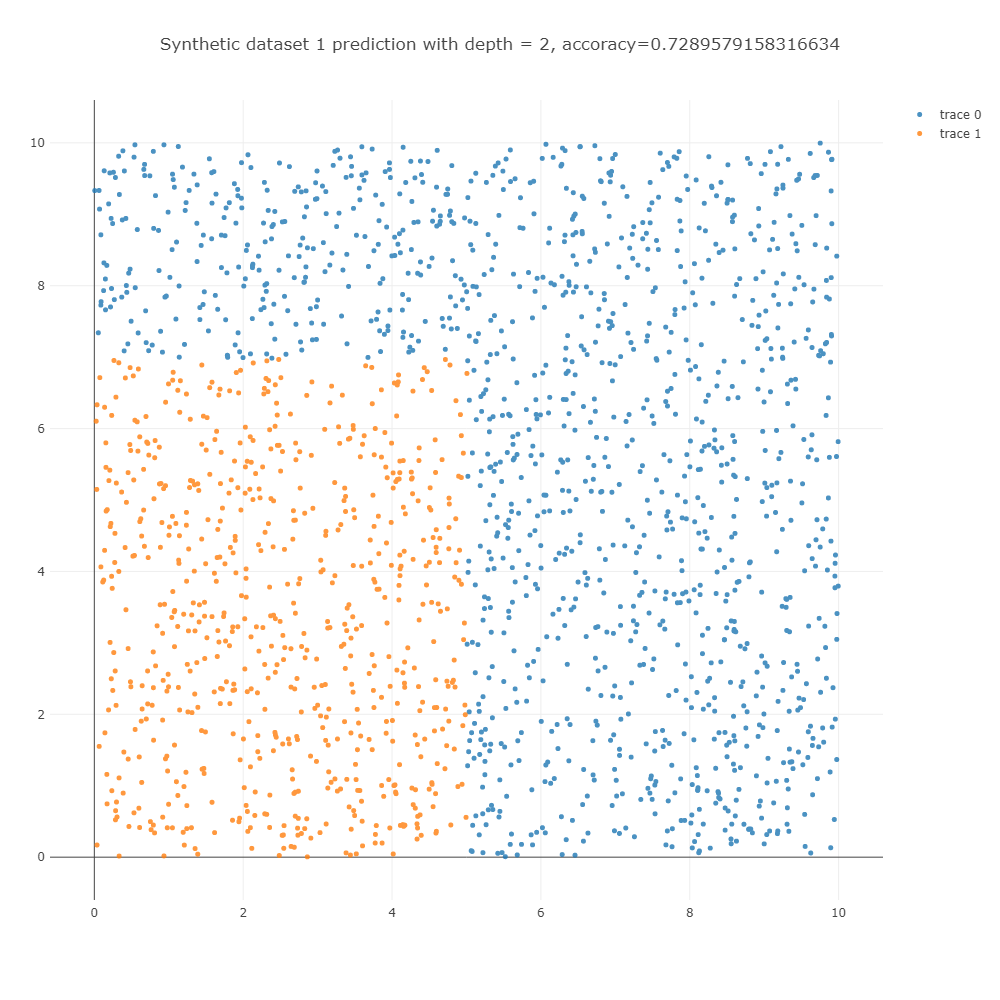 Synthetic dataset 1 prediction with depth = 2, accoracy=0.7289579158316634
trace 0
trace 1
10
8
6
4
2
0
0 2 4 6 8 10